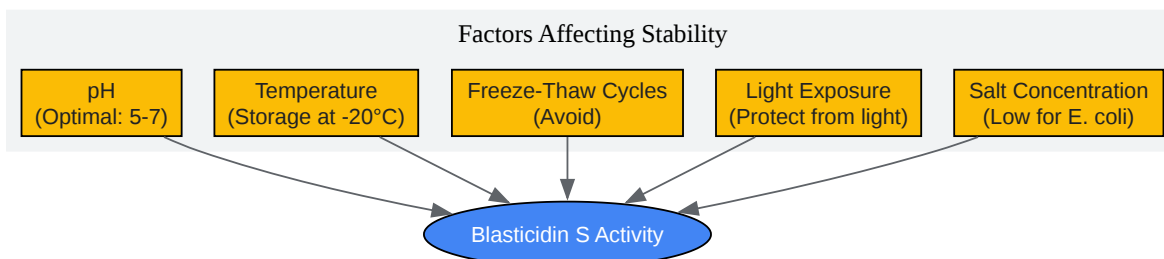 Factors Affecting Stability
pH
(Optimal: 5-7)
Temperature
(Storage at -20°C)
Freeze-Thaw Cycles
(Avoid)
Light Exposure
(Protect from light)
Salt Concentration
(Low for E. coli)
Blasticidin S Activity